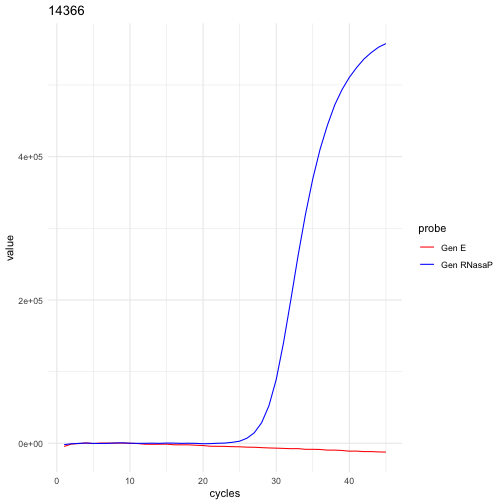 14366
value
4e+05
2e+05
0e+00
0
10
20
30
40
cycles
probe
Gen E
Gen RNasaP